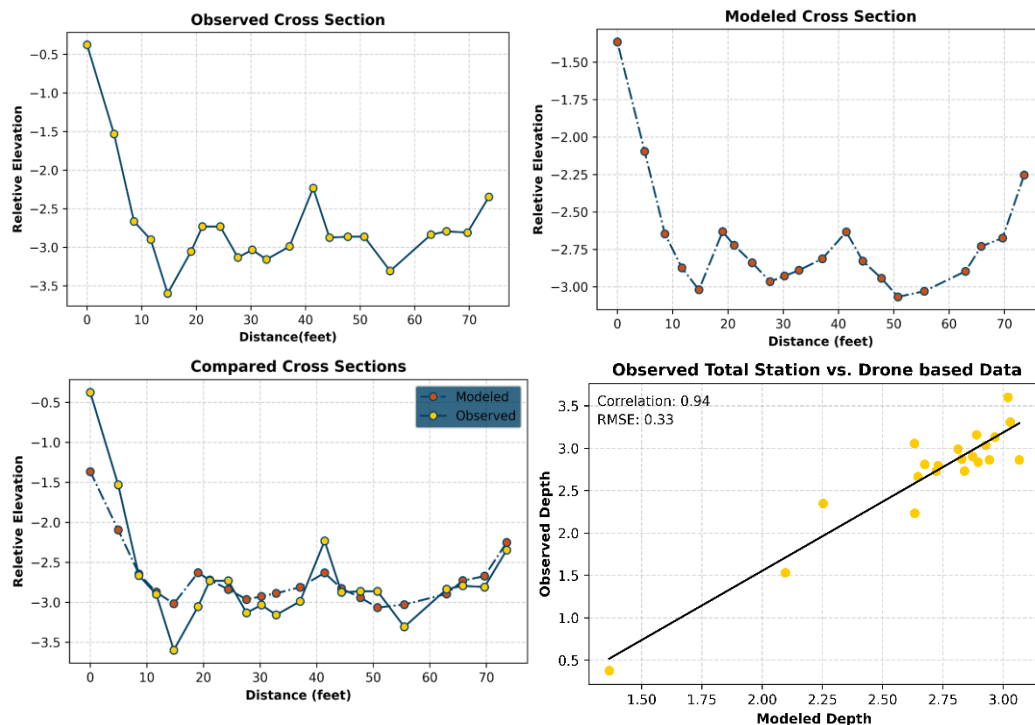 Observed Cross Section
Reletive Elevation
−0.5
−1.0
−1.5
−2.0
−2.5
−3.0
−3.5
0 10 20 30 40 50 60 70
Distance(feet)
Modeled Cross Section
Reletive Elevation
−1.50
−1.75
−2.00
−2.25
−2.50
−2.75
−3.00
0 10 20 30 40 50 60 70
Distance (feet)
Compared Cross Sections
Modeled
Observed
Reletive Elevation
−0.5
−1.0
−1.5
−2.0
−2.5
−3.0
−3.5
0 10 20 30 40 50 60 70
Distance (feet)
Observed Total Station vs. Drone based Data
Correlation: 0.94
RMSE: 0.33
Observed Depth
3.5
3.0
2.5
2.0
1.5
1.0
0.5
1.50 1.75 2.00 2.25 2.50 2.75 3.00
Modeled Depth